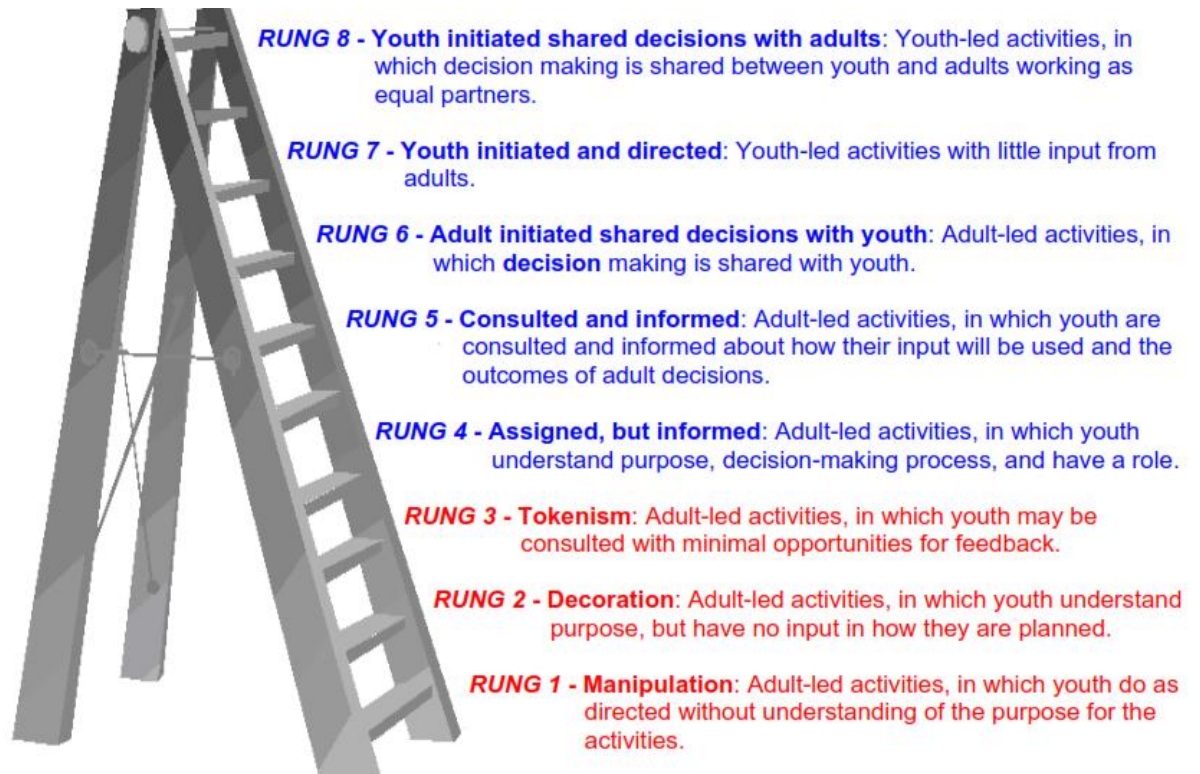 RUNG 8 - Youth initiated shared decisions with adults: Youth-led activities, in
which decision making is shared between youth and adults working as
equal partners.
RUNG 7 - Youth initiated and directed: Youth-led activities with little input from
adults.
RUNG 6 - Adult initiated shared decisions with youth: Adult-led activities, in
which decision making is shared with youth.
RUNG 5 - Consulted and informed: Adult-led activities, in which youth are
consulted and informed about how their input will be used and the
outcomes of adult decisions.
RUNG 4 - Assigned, but informed: Adult-led activities, in which youth
understand purpose, decision-making process, and have a role.
RUNG 3 - Tokenism: Adult-led activities, in which youth may be
consulted with minimal opportunities for feedback.
RUNG 2 - Decoration: Adult-led activities, in which youth understand
purpose, but have no input in how they are planned.
RUNG 1 - Manipulation: Adult-led activities, in which youth do as
directed without understanding of the purpose for the
activities.